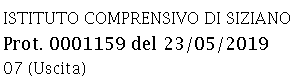 ISTITUTO COMPRENSIVO DI SIZIANO
Prot. 0001159 del 23/05/2019
07 (Uscita)